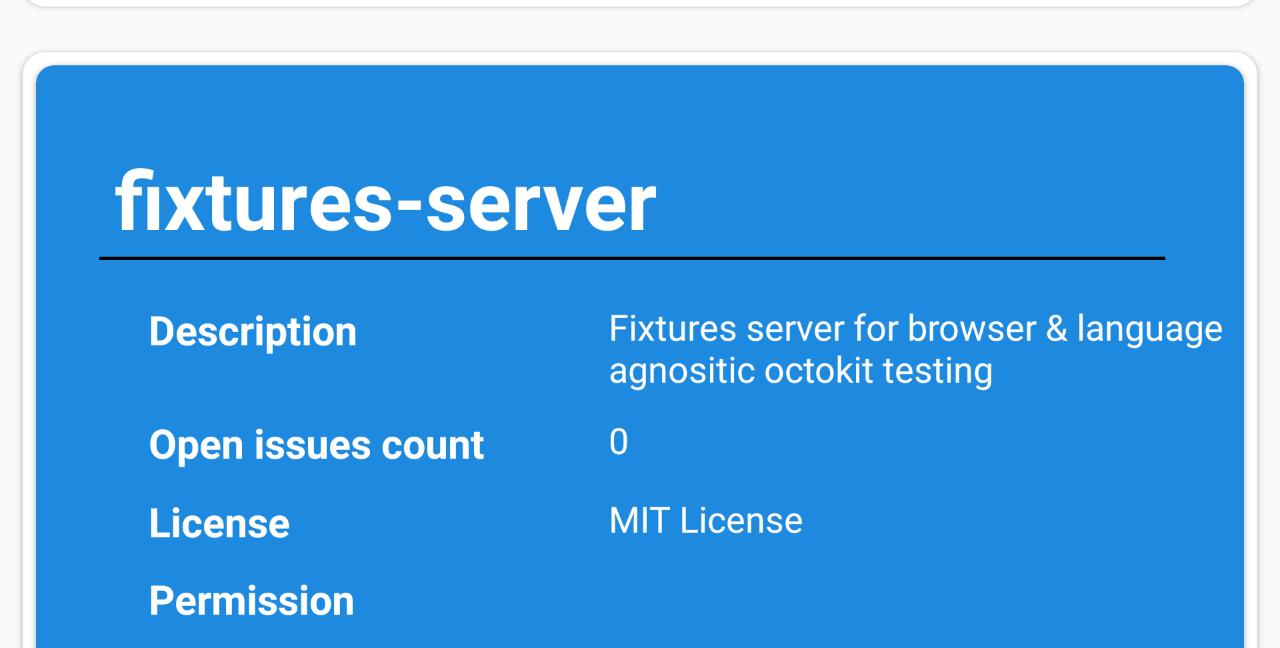 fixtures-server
Description
Fixtures server for browser & language
agnositic octokit testing
Open issues count
0
License
MIT License
Permission